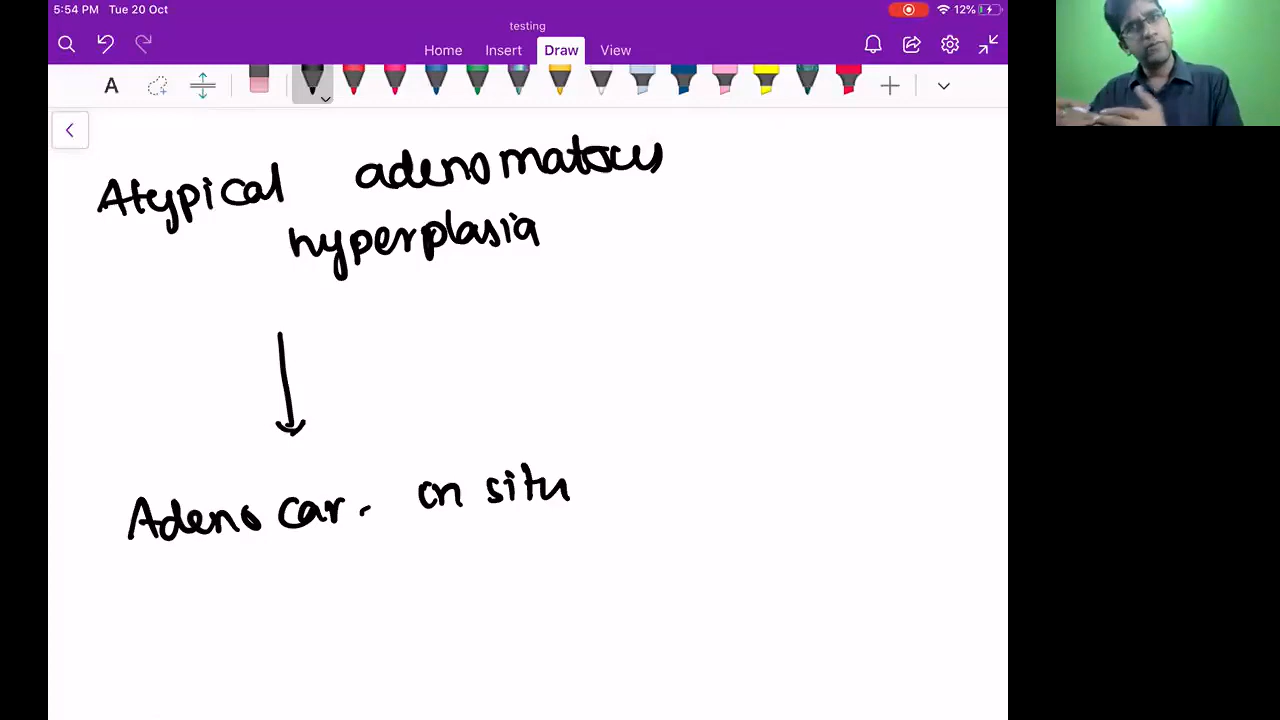 5:54 PM Tue 20 Oct
12%
testing
Home Insert Draw View
A
Atypical adenomatous
hyperplasia
Adeno car. in situ